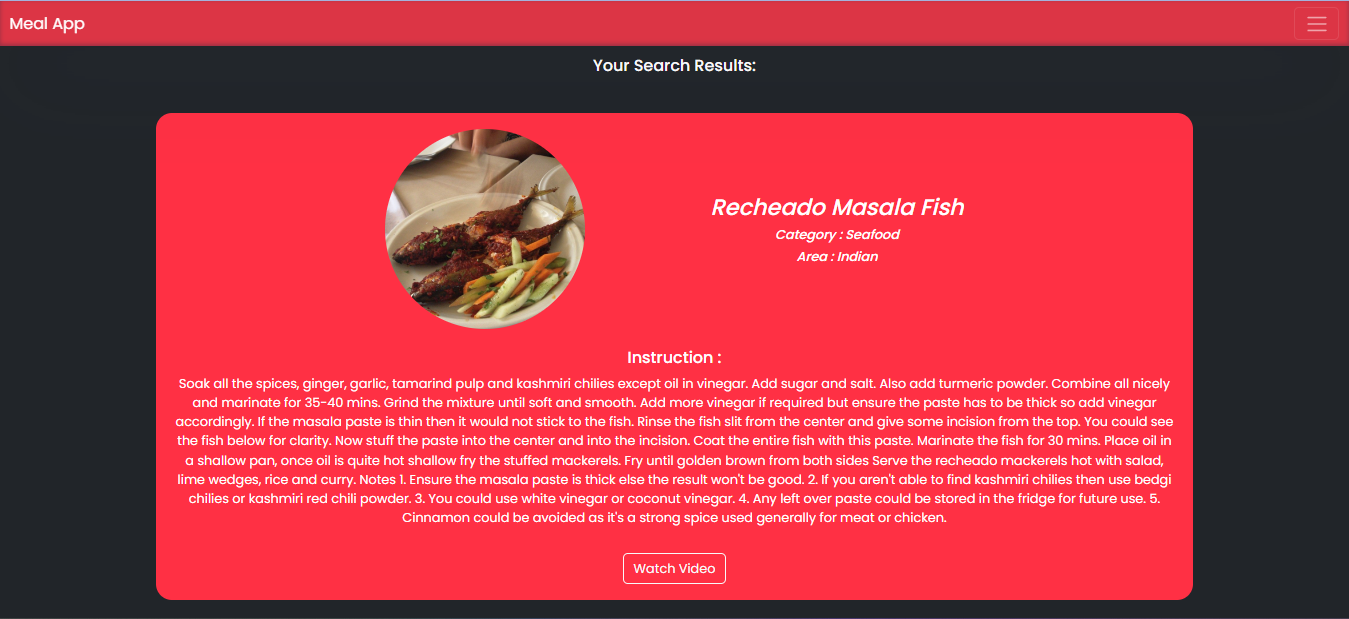 Meal App
Your Search Results:
Recheado Masala Fish
Category : Seafood
Area : Indian
Instruction :
Soak all the spices, ginger, garlic, tamarind pulp and kashmiri chilies except oil in vinegar. Add sugar and salt. Also add turmeric powder. Combine all nicely
and marinate for 35-40 mins. Grind the mixture until soft and smooth. Add more vinegar if required but ensure the paste has to be thick so add vinegar
accordingly. If the masala paste is thin then it would not stick to the fish. Rinse the fish slit from the center and give some incision from the top. You could see
the fish below for clarity. Now stuff the paste into the center and into the incision. Coat the entire fish with this paste. Marinate the fish for 30 mins. Place oil in
a shallow pan, once oil is quite hot shallow fry the stuffed mackerels. Fry until golden brown from both sides Serve the recheado mackerels hot with salad,
lime wedges, rice and curry. Notes 1. Ensure the masala paste is thick else the result won't be good. 2. If you aren't able to find kashmiri chilies then use bedgi
chilies or kashmiri red chili powder. 3. You could use white vinegar or coconut vinegar. 4. Any left over paste could be stored in the fridge for future use. 5.
Cinnamon could be avoided as it's a strong spice used generally for meat or chicken.
Watch Video